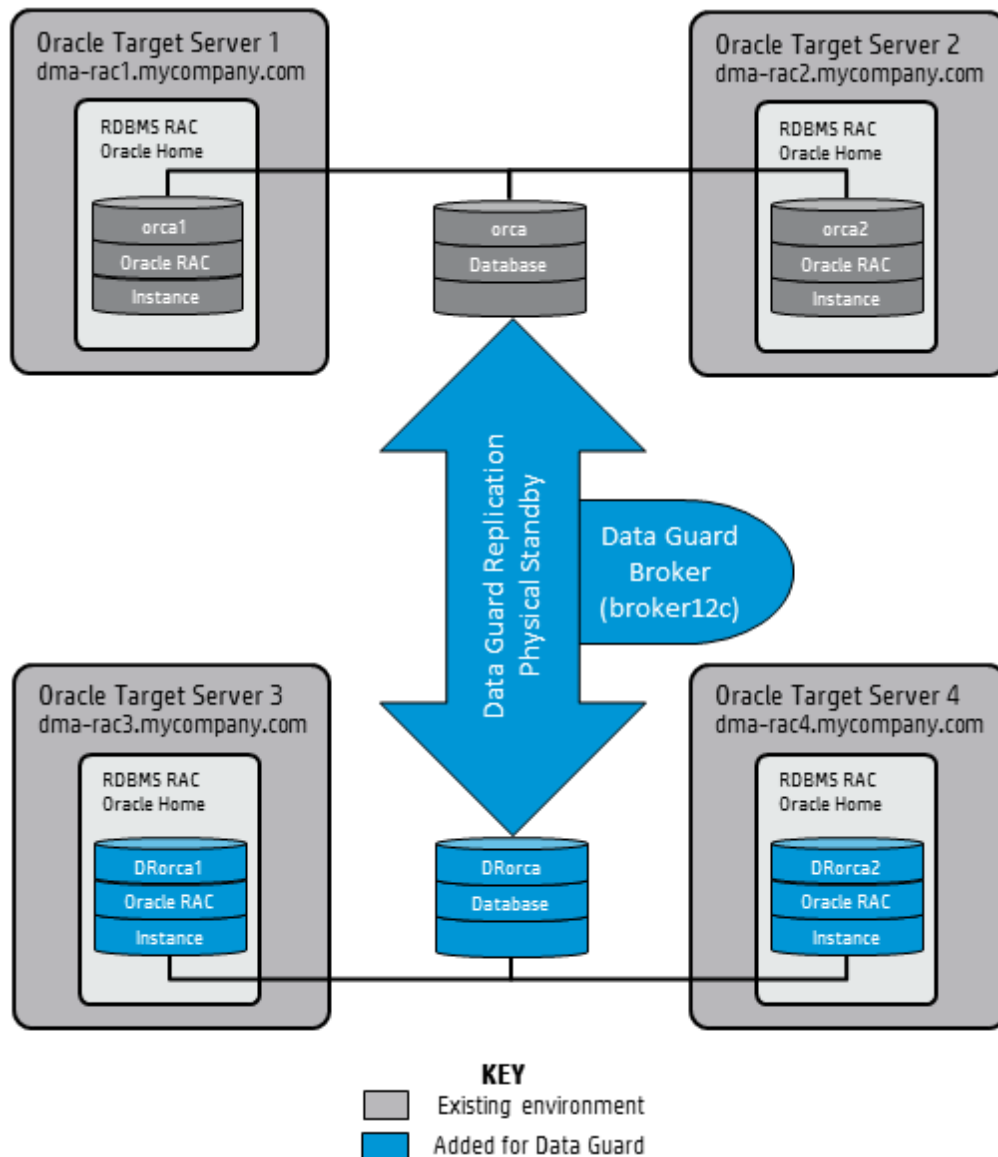 Oracle Target Server 1
dma-rac1.mycompany.com
RDBMS RAC
Oracle Home
orca1
Oracle RAC
Instance
orca
Database
Oracle Target Server 2
dma-rac2.mycompany.com
RDBMS RAC
Oracle Home
orca2
Oracle RAC
Instance
Data Guard Replication
Physical Standby
Data Guard
Broker
(broker12c)
Oracle Target Server 3
dma-rac3.mycompany.com
RDBMS RAC
Oracle Home
DRorca1
Oracle RAC
Instance
DRorca
Database
Oracle Target Server 4
dma-rac4.mycompany.com
RDBMS RAC
Oracle Home
DRorca2
Oracle RAC
Instance
KEY
Existing environment
Added for Data Guard